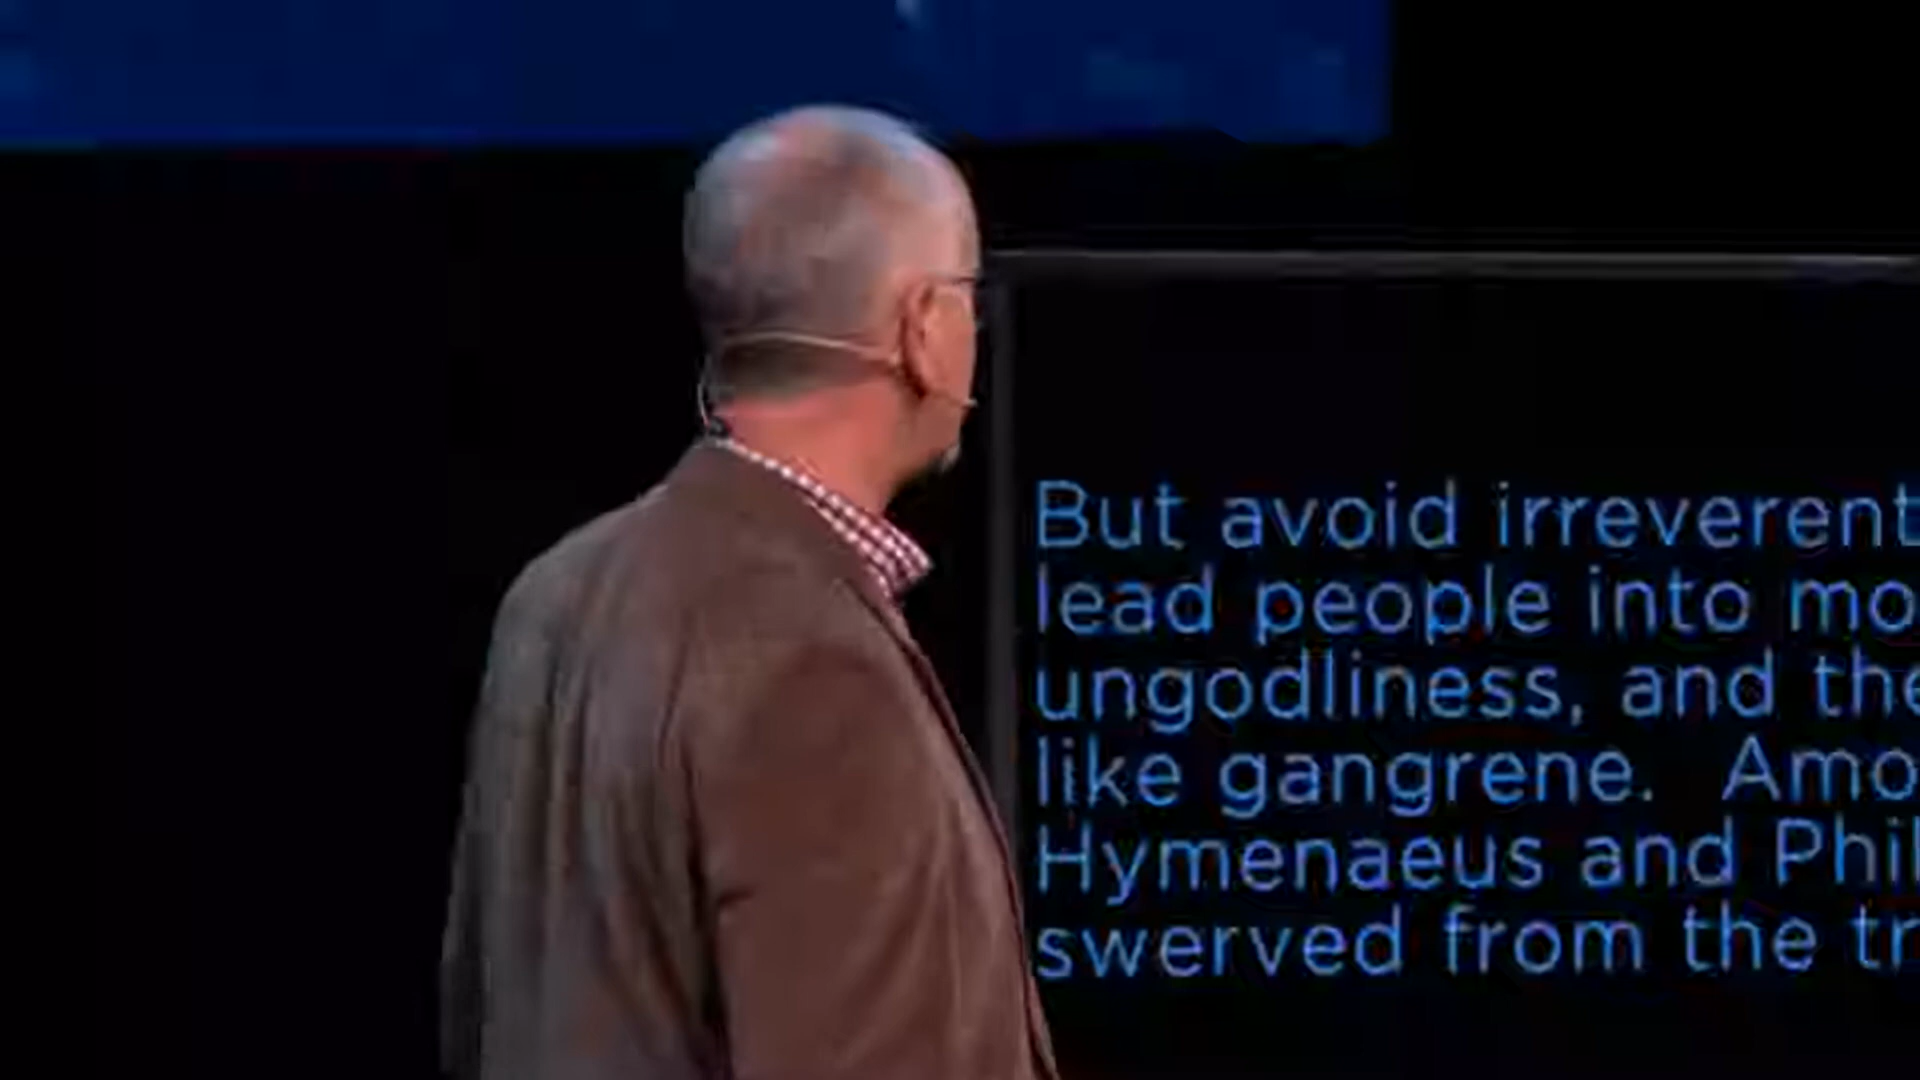 But avoid irreverent
lead people into mo
ungodliness, and the
like gangrene. Amo
Hymenaeus and Phil
swerved from the tr